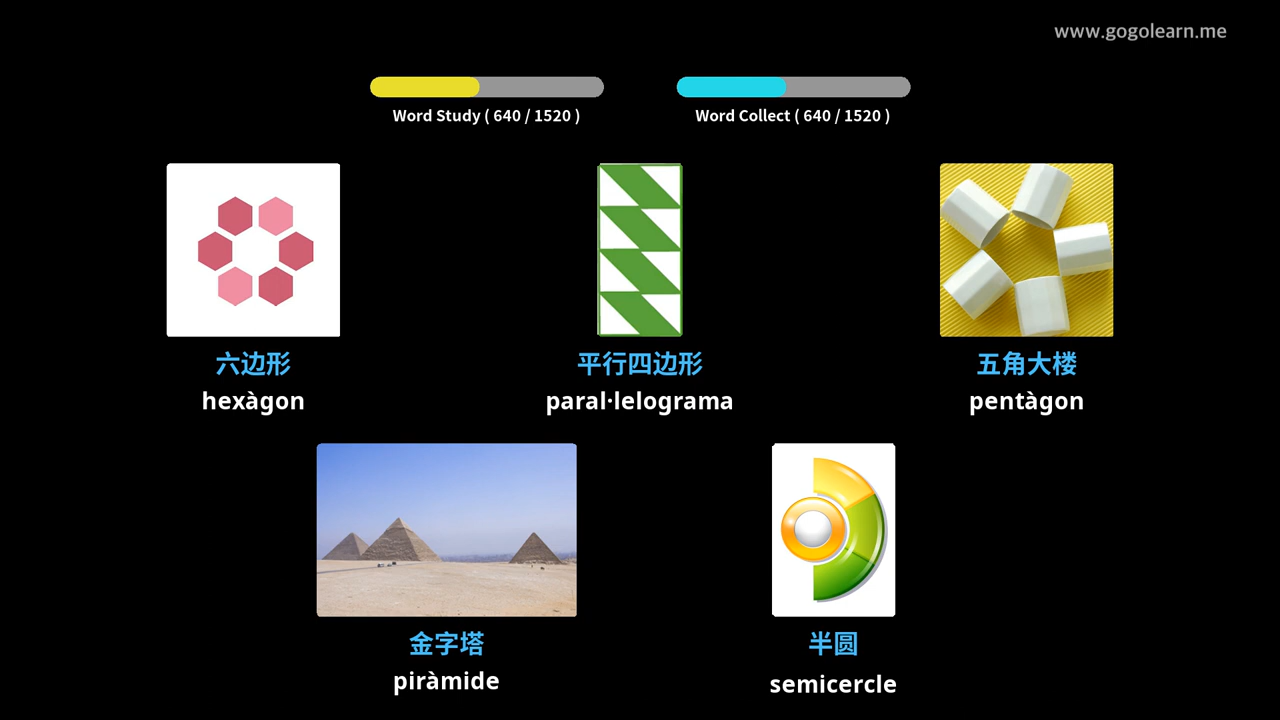 www.gogolearn.me
Word Study ( 640 / 1520 )
Word Collect ( 640 / 1520 )
六边形
hexàgon
平行四边形
paral·lelograma
五角大楼
pentàgon
金字塔
piràmide
半圆
semicercle